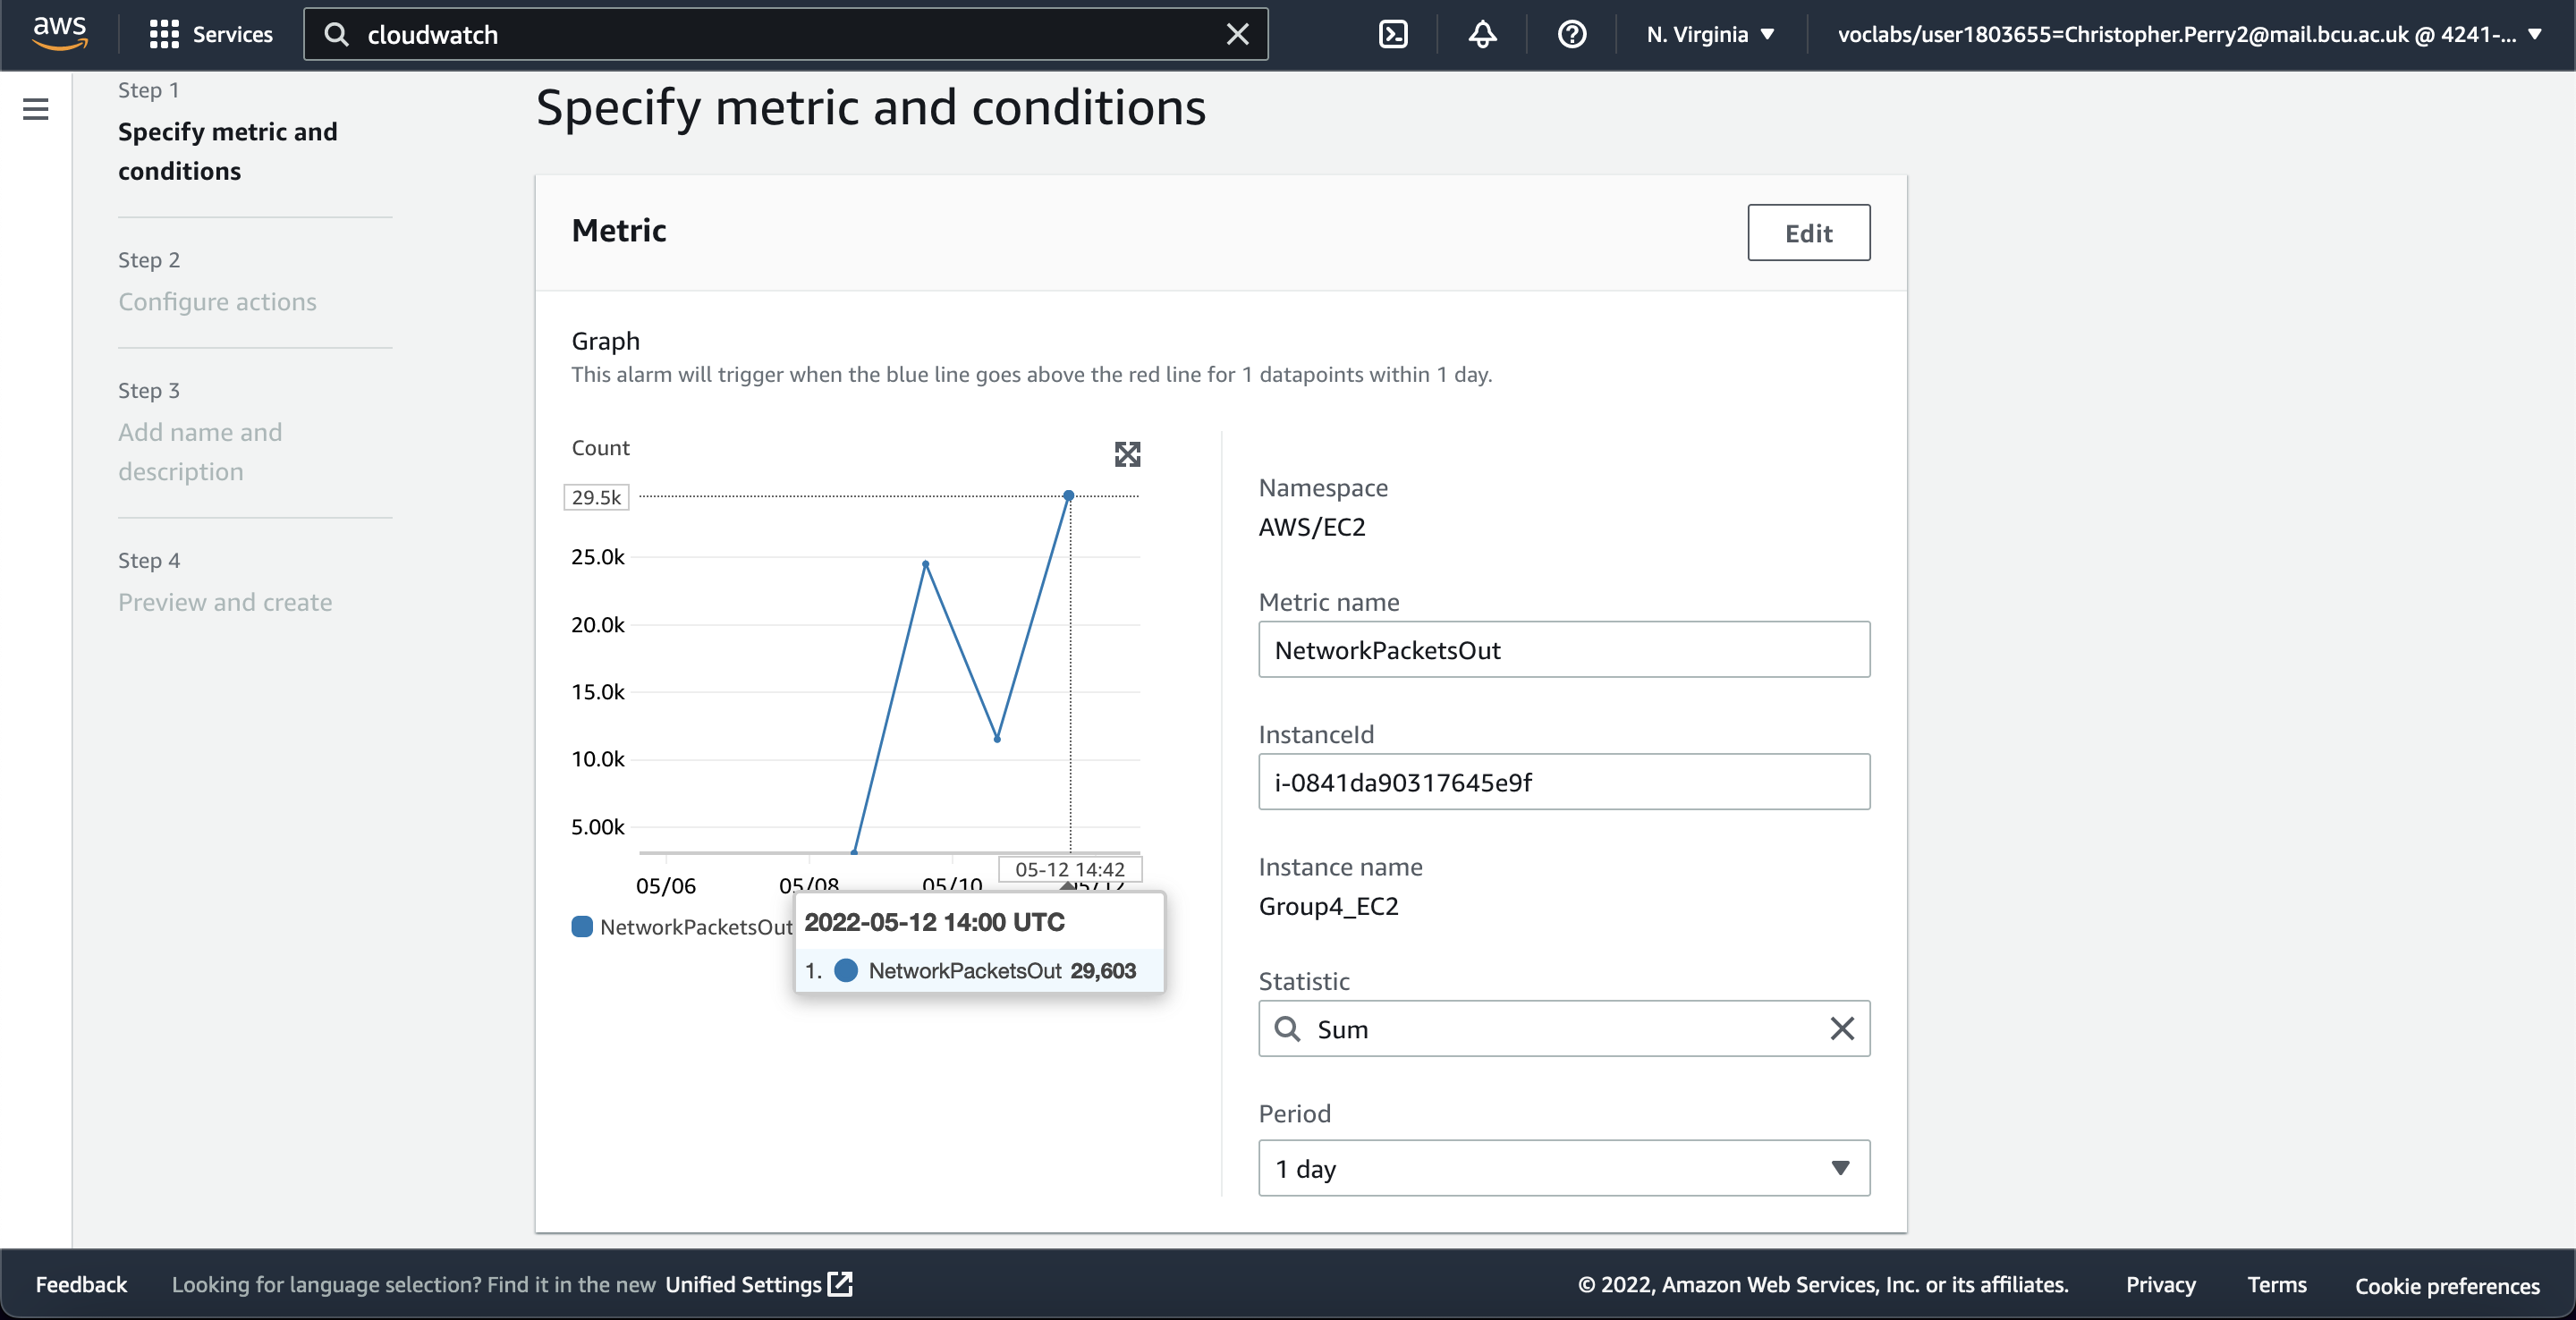 aws
Services
cloudwatch
N. Virginia
voclabs/user1803655=Christopher.Perry2@mail.bcu.ac.uk @ 4241-...
Step 1
Specify metric and
conditions
Step 2
Configure actions
Step 3
Add name and
description
Step 4
Preview and create
Specify metric and conditions
Metric
Edit
Graph
This alarm will trigger when the blue line goes above the red line for 1 datapoints within 1 day.
Count
29.5k
25.0k
20.0k
15.0k
10.0k
5.00k
05-12 14:42
05/06
05/08
05/10
05/12
NetworkPacketsOut
2022-05-12 14:00 UTC
1. NetworkPacketsOut 29,603
Namespace
AWS/EC2
Metric name
NetworkPacketsOut
InstanceId
i-0841da90317645e9f
Instance name
Group4_EC2
Statistic
Sum
Period
1 day
Feedback
Looking for language selection? Find it in the new Unified Settings
© 2022, Amazon Web Services, Inc. or its affiliates.
Privacy
Terms
Cookie preferences